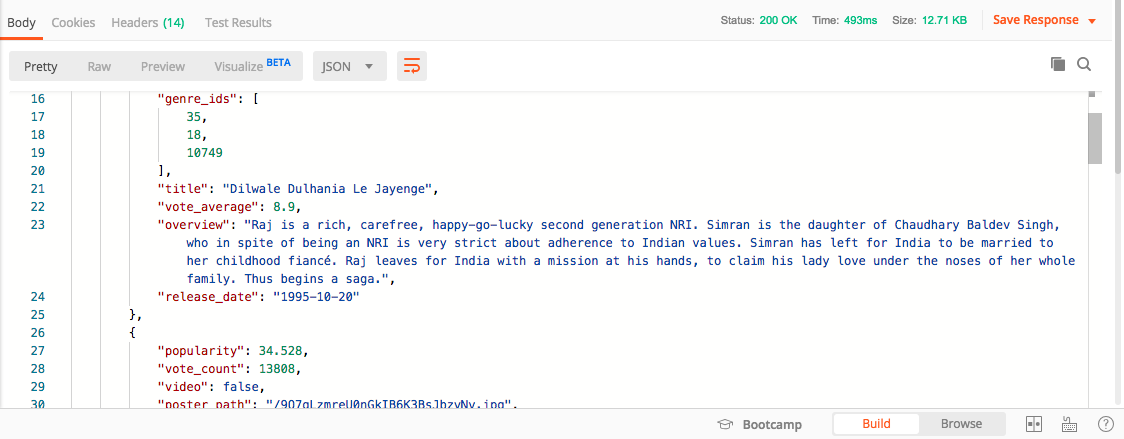 Body Cookies Headers (14) Test Results Status: 200 OK Time: 493ms Size: 12.71 KB Save Response
Pretty Raw Preview Visualize BETA JSON
16 "genre_ids": [
17 35,
18 18,
19 10749
20 ],
21 "title": "Dilwale Dulhania Le Jayenge",
22 "vote_average": 8.9,
23 "overview": "Raj is a rich, carefree, happy-go-lucky second generation NRI. Simran is the daughter of Chaudhary Baldev Singh,
who in spite of being an NRI is very strict about adherence to Indian values. Simran has left for India to be married to
her childhood fiancé. Raj leaves for India with a mission at his hands, to claim his lady love under the noses of her whole
family. Thus begins a saga.",
24 "release_date": "1995-10-20"
25 },
26 {
27 "popularity": 34.528,
28 "vote_count": 13808,
29 "video": false,
30 "poster_path":
Bootcamp Build Browse